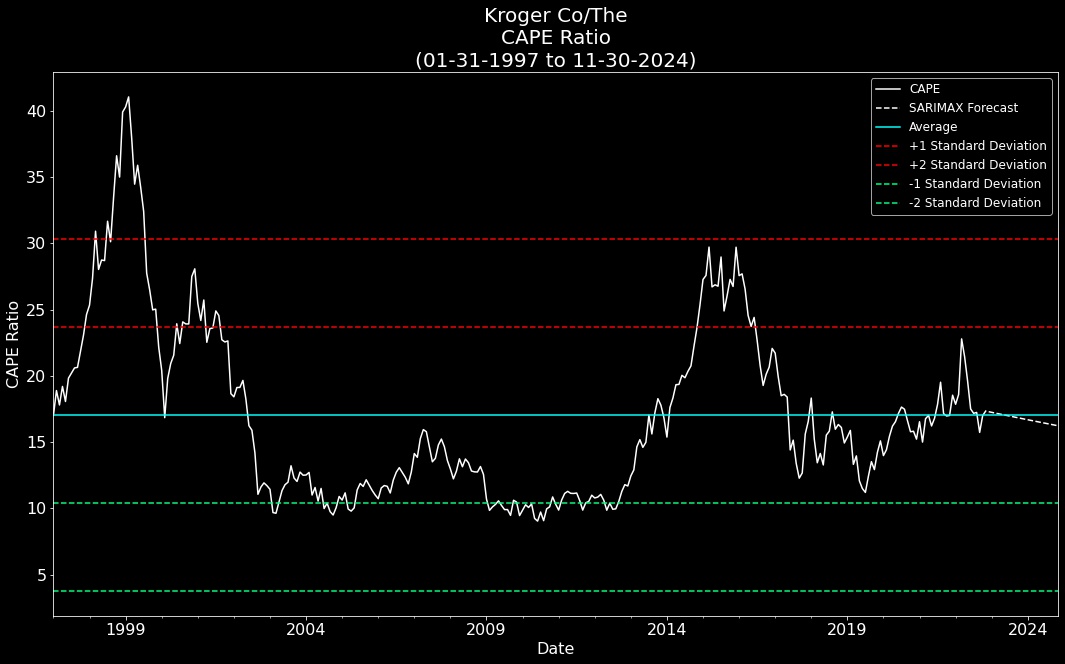 Kroger Co/The
CAPE Ratio
(01-31-1997 to 11-30-2024)
CAPE
SARIMAX Forecast
Average
+1 Standard Deviation
+2 Standard Deviation
-1 Standard Deviation
-2 Standard Deviation
CAPE Ratio
40
35
30
25
20
15
10
5
1999
2004
2009
2014
2019
2024
Date